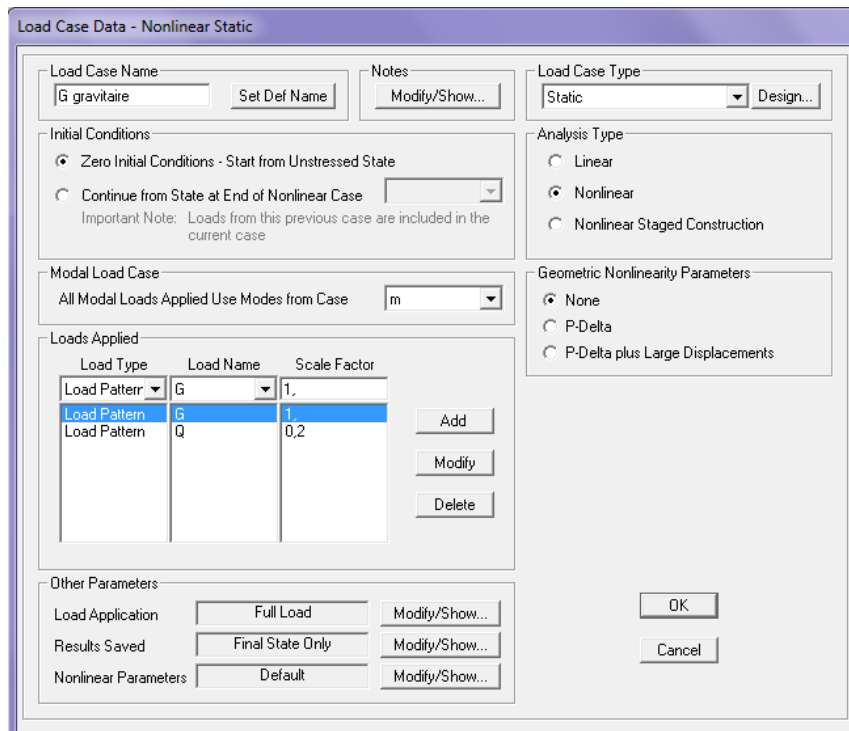 Load Case Data - Nonlinear Static
Load Case Name
G gravitaire
Set Def Name
Notes
Modify/Show...
Load Case Type
Static
Design...
Initial Conditions
Zero Initial Conditions - Start from Unstressed State
Continue from State at End of Nonlinear Case
Important Note: Loads from this previous case are included in the
current case
Analysis Type
Linear
Nonlinear
Nonlinear Staged Construction
Modal Load Case
All Modal Loads Applied Use Modes from Case
m
Geometric Nonlinearity Parameters
None
P-Delta
P-Delta plus Large Displacements
Loads Applied
Load Type Load Name Scale Factor
Load Pattern G 1,
Load Pattern G 1,
Load Pattern Q 0,2
Add
Modify
Delete
Other Parameters
Load Application Full Load Modify/Show...
Results Saved Final State Only Modify/Show...
Nonlinear Parameters Default Modify/Show...
OK
Cancel